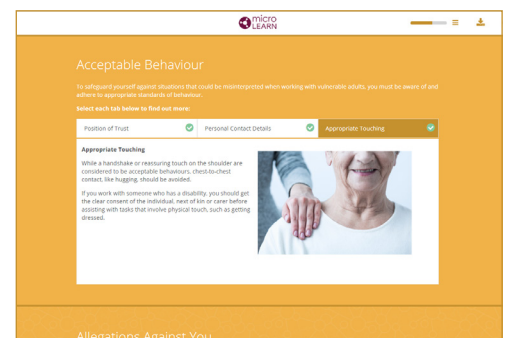 micro
LEARN
Acceptable Behaviour
To safeguard yourself against situations that could be misinterpreted when working with vulnerable adults, you must be aware of and
adhere to appropriate standards of behaviour.
Select each tab below to find out more:
Position of Trust
Personal Contact Details
Appropriate Touching
Appropriate Touching
While a handshake or reassuring touch on the shoulder are
considered to be acceptable behaviours, chest-to-chest
contact, like hugging, should be avoided.
If you work with someone who has a disability, you should get
the clear consent of the individual, next of kin or carer before
assisting with tasks that involve physical touch, such as getting
dressed.
Allegations Against You